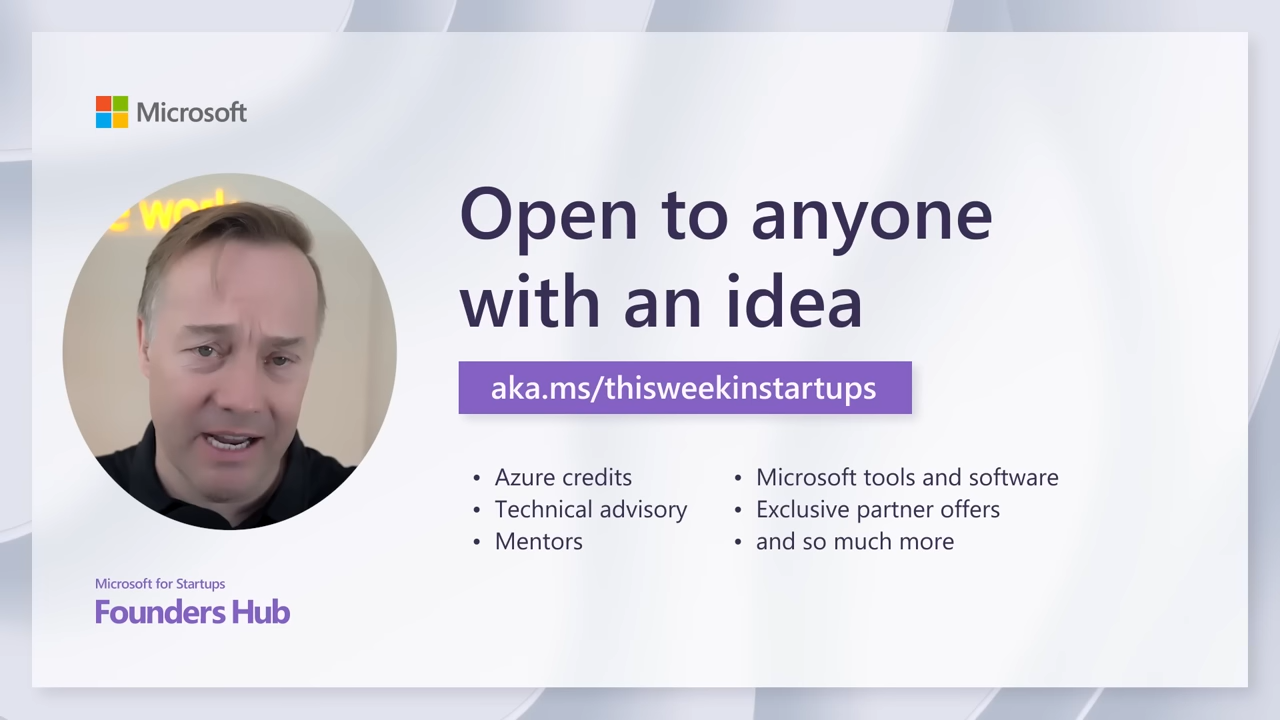 Microsoft
e work
Open to anyone
with an idea
aka.ms/thisweekinstartups
• Azure credits
• Technical advisory
• Mentors
• Microsoft tools and software
• Exclusive partner offers
• and so much more
Microsoft for Startups
Founders Hub